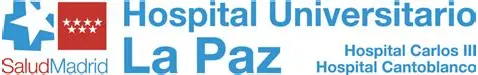 SaludMadrid
Hospital Universitario
La Paz
Hospital Carlos III
Hospital Cantoblanco